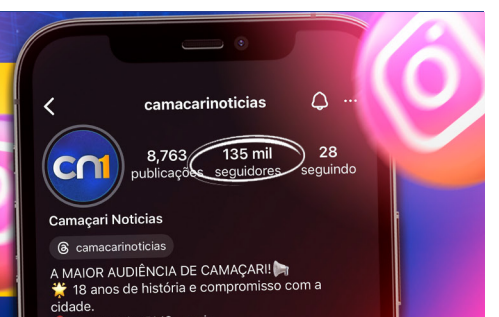 camacarinoticias
cn1
8,763
135 mil
28
publicações
seguidores
seguindo
Camaçari Noticias
camacarinoticias
A MAIOR AUDIÊNCIA DE CAMAÇARI!
18 anos de história e compromisso com a
cidade.